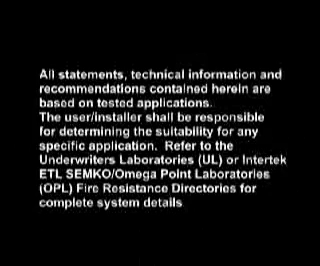 All statements, technical information and
recommendations contained herein are
based on tested applications.
The user/installer shall be responsible
for determining the suitability for any
specific application.  Refer to the
Underwriters Laboratories (UL) or Intertek
ETL SEMKO/Omega Point Laboratories
(OPL) Fire Resistance Directories for
complete system details